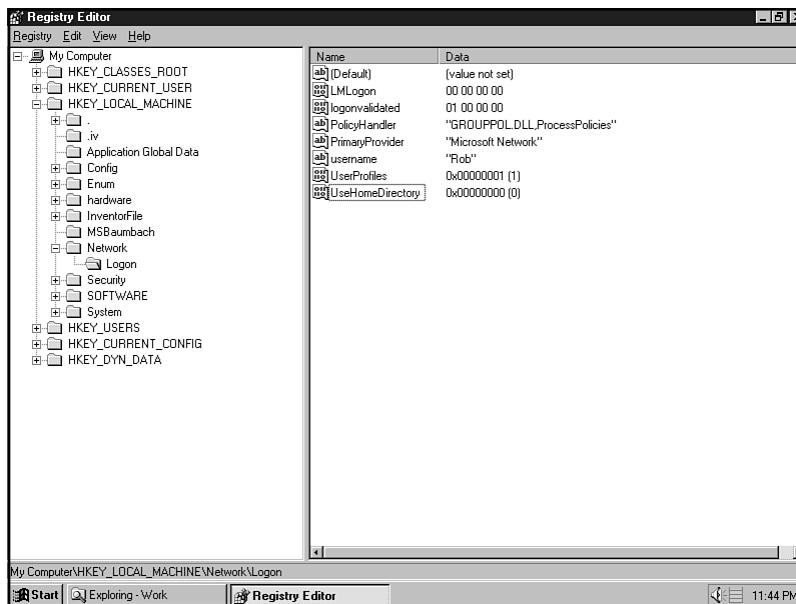 Registry Editor
Registry Edit View Help
My Computer
HKEY_CLASSES_ROOT
HKEY_CURRENT_USER
HKEY_LOCAL_MACHINE
.
.iv
Application Global Data
Config
Enum
hardware
InventorFile
MSBaumbach
Network
Logon
Security
SOFTWARE
System
HKEY_USERS
HKEY_CURRENT_CONFIG
HKEY_DYN_DATA
Name Data
(Default) (value not set)
LMLogon 00 00 00 00
logonvalidated 01 00 00 00
PolicyHandler "GROUPPOL.DLL,ProcessPolicies"
PrimaryProvider "Microsoft Network"
username "Rob"
UserProfiles 0x00000001 (1)
UseHomeDirectory 0x00000000 (0)
My Computer\HKEY_LOCAL_MACHINE\Network\Logon
Start Exploring - Work Registry Editor 11:44 PM